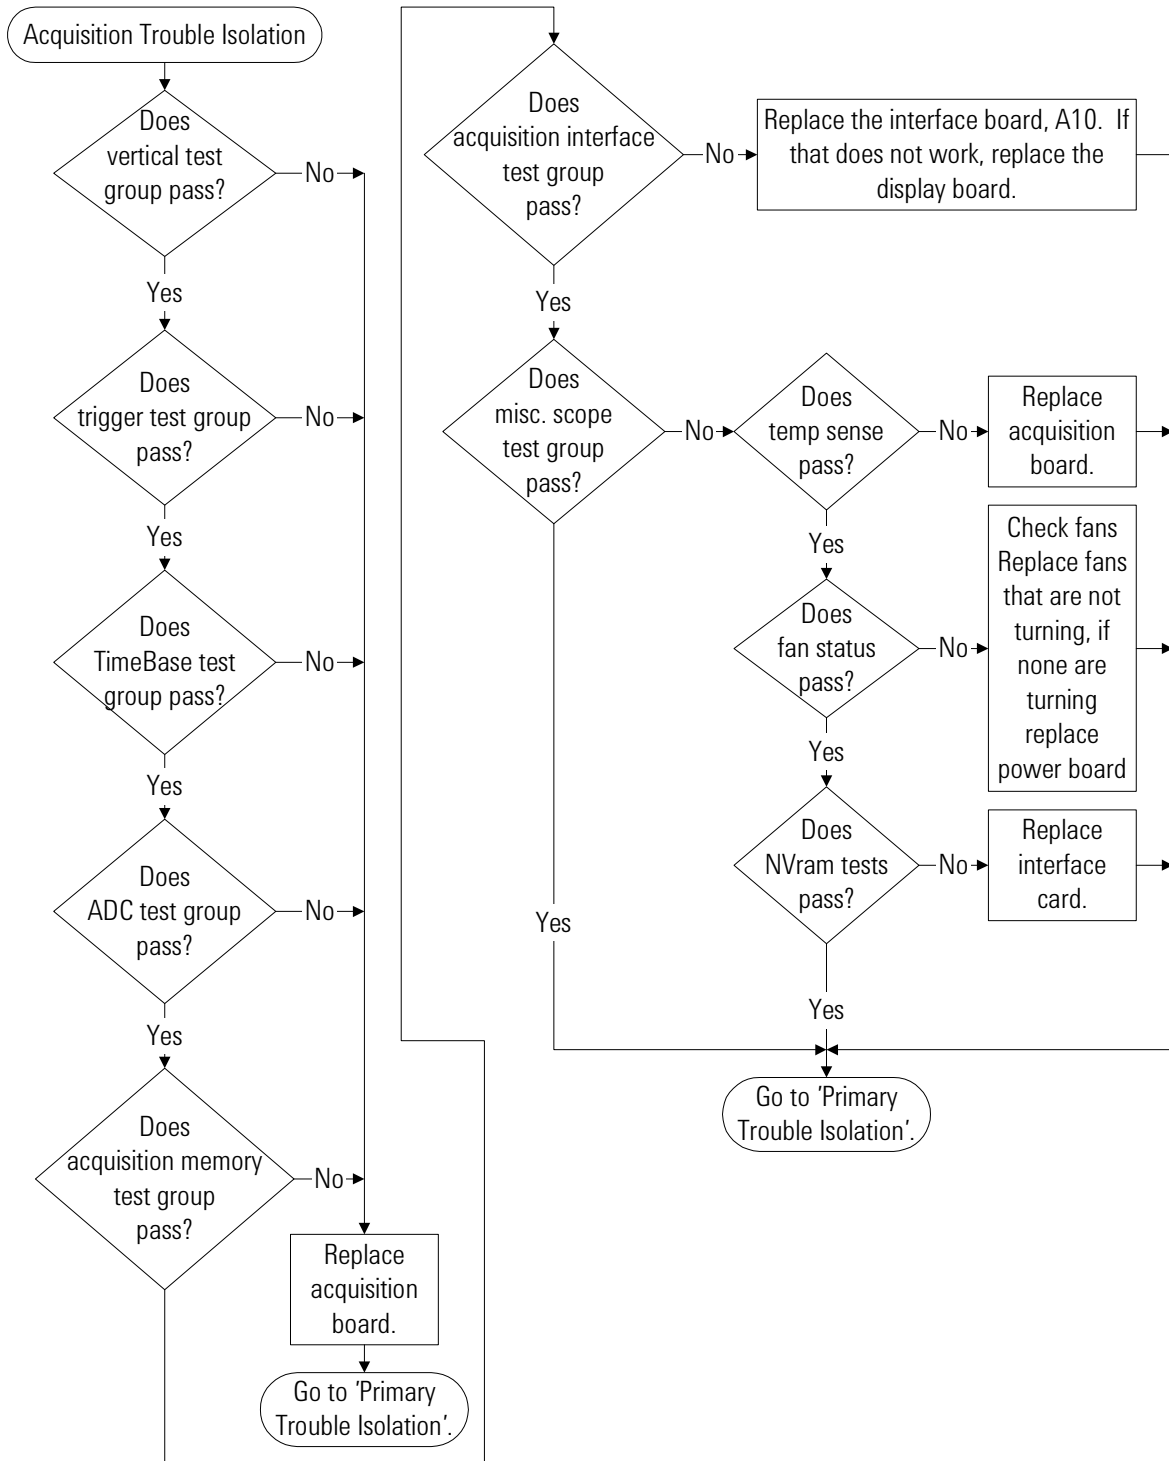 Acquisition Trouble Isolation
Does
vertical test
group pass?
No
Yes
Does
trigger test group
pass?
No
Yes
Does
TimeBase test
group pass?
No
Yes
Does
ADC test group
pass?
No
Yes
Does
acquisition memory
test group
pass?
No
Replace
acquisition
board.
Go to 'Primary
Trouble Isolation'.
Does
acquisition interface
test group
pass?
No
Replace the interface board, A10.  If
that does not work, replace the
display board.
Yes
Does
misc. scope
test group
pass?
No
Does
temp sense
pass?
No
Replace
acquisition
board.
Yes
Does
fan status
pass?
No
Check fans
Replace fans
that are not
turning, if
none are
turning
replace
power board
Yes
Does
NVram tests
pass?
No
Replace
interface
card.
Yes
Yes
Go to 'Primary
Trouble Isolation'.